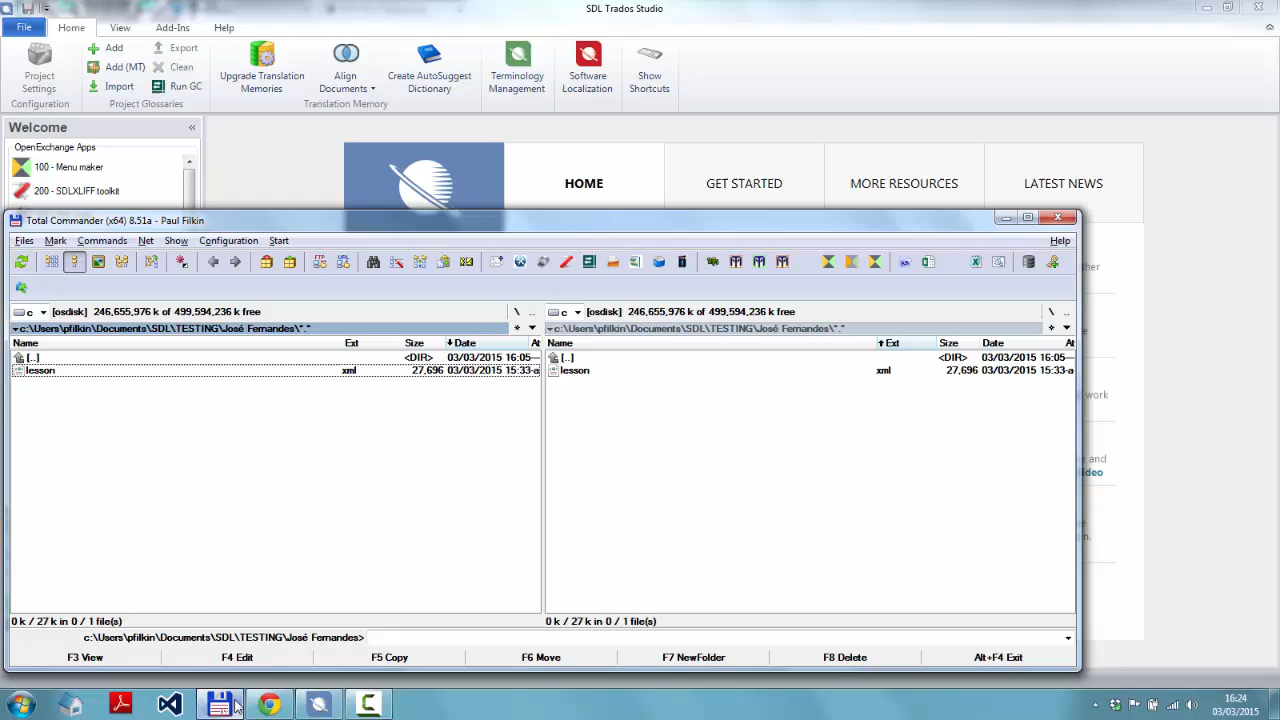 SDL Trados Studio
File Home View Add-Ins Help
Project Settings
Configuration
Add Export
Add (MT) Clean
Import Run GC
Project Glossaries
Upgrade Translation Memories
Align Documents
Create AutoSuggest Dictionary
Translation Memory
Terminology Management
Software Localization
Show Shortcuts
Welcome «
OpenExchange Apps
100 - Menu maker
200 - SDLXLIFF toolkit
HOME GET STARTED MORE RESOURCES LATEST NEWS
Total Commander (x64) 8.51a - Paul Filkin
Files Mark Commands Net Show Configuration Start Help
c [osdisk] 246,655,976 k of 499,594,236 k free \ .. c [osdisk] 246,655,976 k of 499,594,236 k free \ ..
c:\Users\pfilkin\Documents\SDL\TESTING\José Fernandes\*.* * c:\Users\pfilkin\Documents\SDL\TESTING\José Fernandes\*.* *
Name Ext Size Date At Name Ext Size Date At
[..] <DIR> 03/03/2015 16:05— [..] <DIR> 03/03/2015 16:05—
lesson xml 27,696 03/03/2015 15:33-a lesson xml 27,696 03/03/2015 15:33-a
ther
work
and
ideo
e.
n.
0 k / 27 k in 0 / 1 file(s) 0 k / 27 k in 0 / 1 file(s)
c:\Users\pfilkin\Documents\SDL\TESTING\José Fernandes>
F3 View F4 Edit F5 Copy F6 Move F7 NewFolder F8 Delete Alt+F4 Exit
16:24
03/03/2015